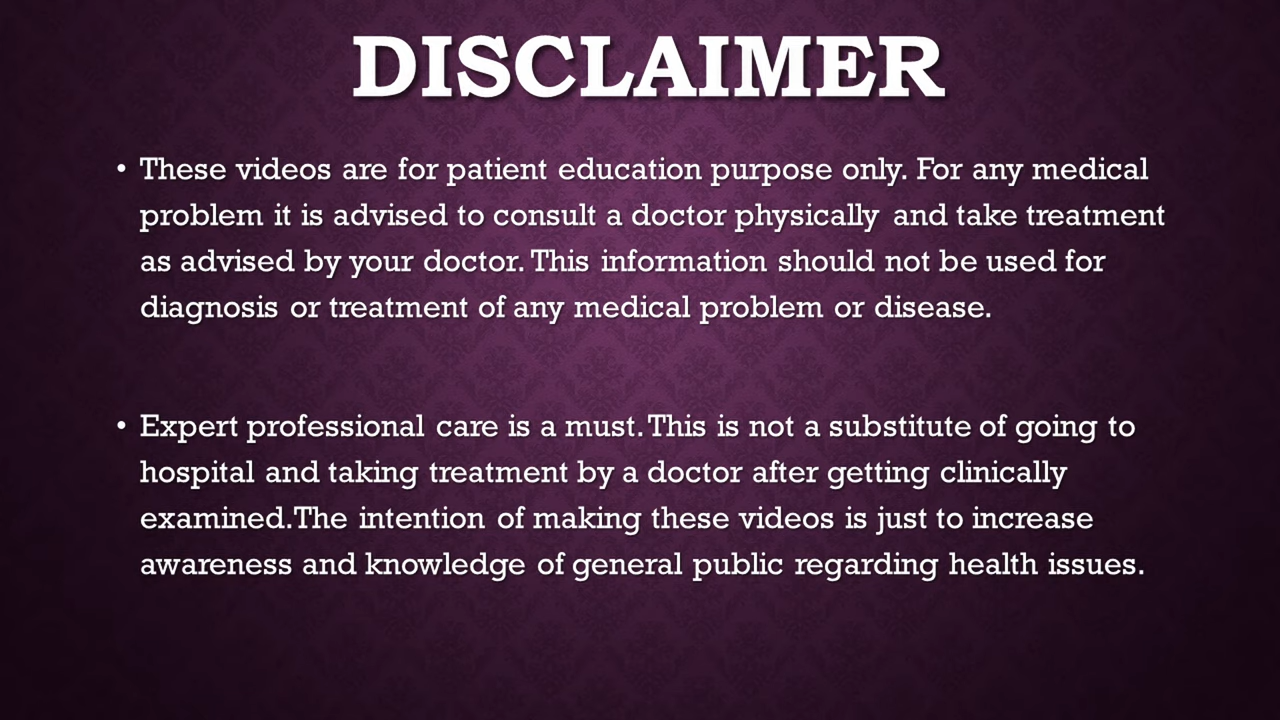 DISCLAIMER
• These videos are for patient education purpose only. For any medical
problem it is advised to consult a doctor physically and take treatment
as advised by your doctor. This information should not be used for
diagnosis or treatment of any medical problem or disease.
• Expert professional care is a must. This is not a substitute of going to
hospital and taking treatment by a doctor after getting clinically
examined.The intention of making these videos is just to increase
awareness and knowledge of general public regarding health issues.